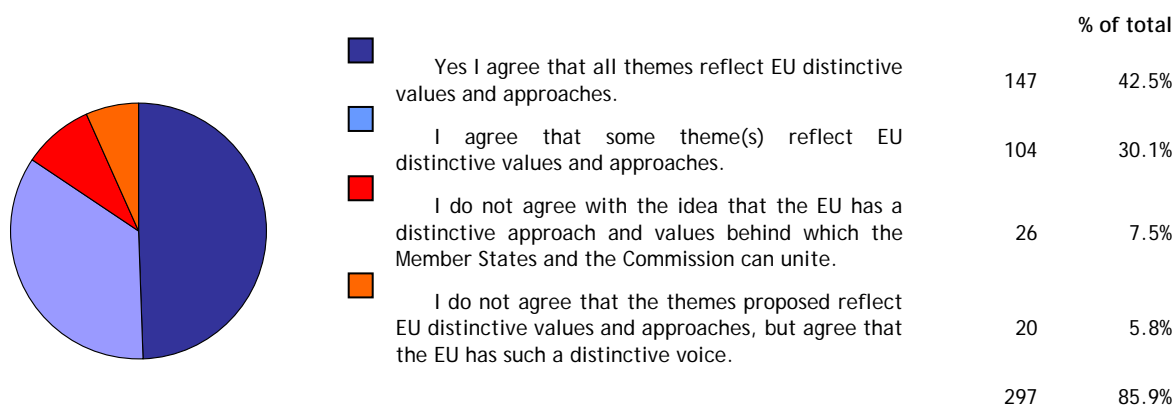 % of total
Yes I agree that all themes reflect EU distinctive
values and approaches.
147 42.5%
I agree that some theme(s) reflect EU
distinctive values and approaches.
104 30.1%
I do not agree with the idea that the EU has a
distinctive approach and values behind which the
Member States and the Commission can unite.
26 7.5%
I do not agree that the themes proposed reflect
EU distinctive values and approaches, but agree that
the EU has such a distinctive voice.
20 5.8%
297 85.9%